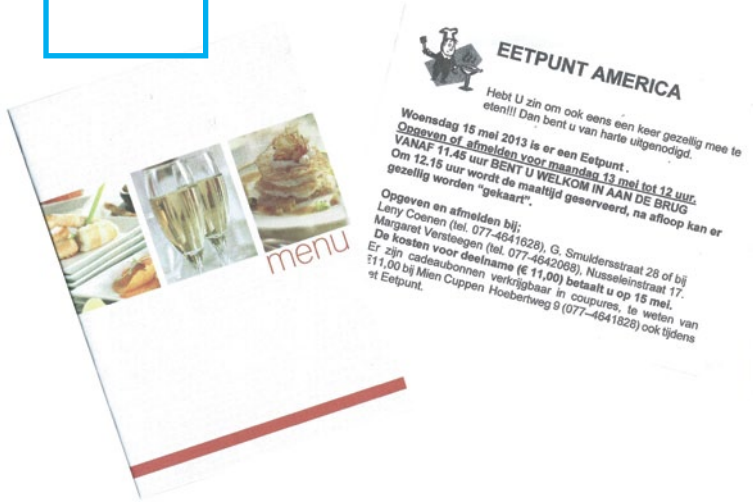 menu
EETPUNT AMERICA
Hebt U zin om ook eens een keer gezellig mee te
eten!!! Dan bent u van harte uitgenodigd.
Woensdag 15 mei 2013 is er een Eetpunt .
Opgeven of afmelden voor maandag 13 mei tot 12 uur.
VANAF 11.45 uur BENT U WELKOM IN AAN DE BRUG
Om 12.15 uur wordt de maaltijd geserveerd, na afloop kan er
gezellig worden "gekaart".
Opgeven en afmelden bij;
Leny Coenen (tel. 077-4641628), G. Smuldersstraat 28 of bij
Margaret Versteegen (tel. 077-4642068), Nusseleinstraat 17.
De kosten voor deelname (€ 11,00) betaalt u op 15 mei.
Er zijn cadeaubonnen verkrijgbaar in coupures, te weten van
€11,00 bij Mien Cuppen Hoebertweg 9 (077–4641828) ook tijdens
et Eetpunt.